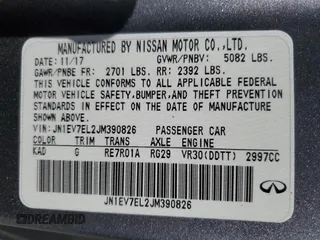 MANUFACTURED BY NISSAN MOTOR CO.,LTD.
DATE: 11/17 GVWR/PNBV: 5082 LBS.
GAWR/PNBE FR: 2701 LBS. RR: 2392 LBS.
THIS VEHICLE CONFORMS TO ALL APPLICABLE FEDERAL
MOTOR VEHICLE SAFETY, BUMPER, AND THEFT PREVENTION
STANDARDS IN EFFECT ON THE DATE OF MANUFACTURE
SHOWN ABOVE.
VIN: JN1EV7EL2JM390826 PASSENGER CAR
COLOR TRIM TRANS AXLE ENGINE
KAD G RE7R01A RG29 VR30(DDTT) 2997CC
JN1EV7EL2JM390826
INFINITI
DREAMBID